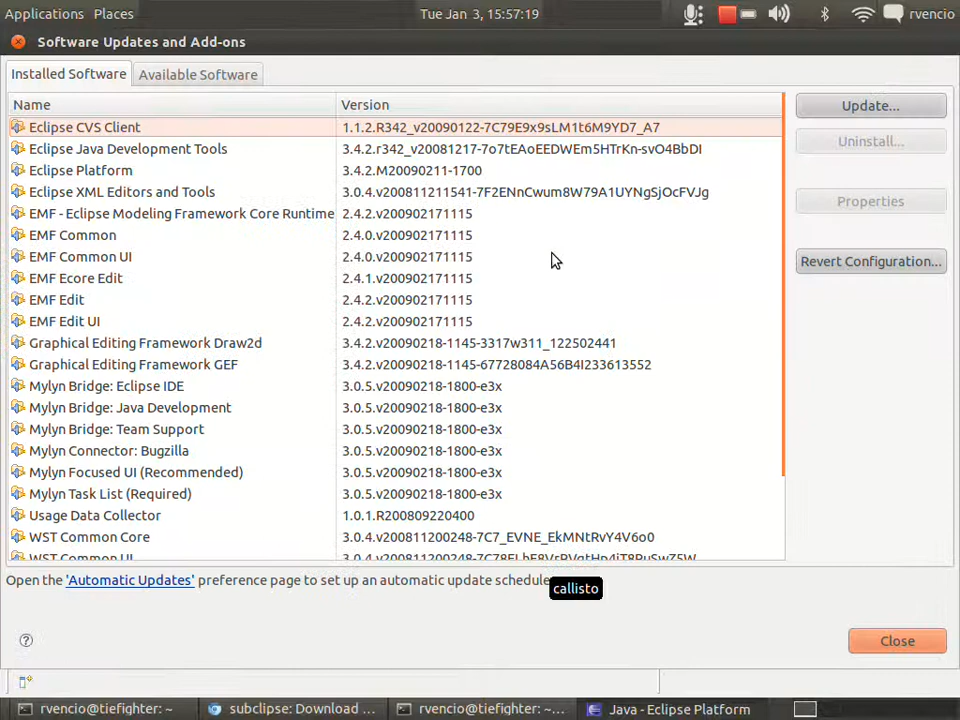 Applications Places Tue Jan 3, 15:57:19 rvencio
Software Updates and Add-ons
Installed Software Available Software
Name Version
Eclipse CVS Client 1.1.2.R342_v20090122-7C79E9x9sLM1t6M9YD7_A7
Eclipse Java Development Tools 3.4.2.r342_v20081217-7o7tEAoEEDWEm5HTrKn-svO4BbDI
Eclipse Platform 3.4.2.M20090211-1700
Eclipse XML Editors and Tools 3.0.4.v200811211541-7F2ENnCwum8W79A1UYNgSjOcFVJg
EMF - Eclipse Modeling Framework Core Runtime 2.4.2.v200902171115
EMF Common 2.4.0.v200902171115
EMF Common UI 2.4.0.v200902171115
EMF Ecore Edit 2.4.1.v200902171115
EMF Edit 2.4.2.v200902171115
EMF Edit UI 2.4.2.v200902171115
Graphical Editing Framework Draw2d 3.4.2.v20090218-1145-3317w311_122502441
Graphical Editing Framework GEF 3.4.2.v20090218-1145-67728084A56B4I233613552
Mylyn Bridge: Eclipse IDE 3.0.5.v20090218-1800-e3x
Mylyn Bridge: Java Development 3.0.5.v20090218-1800-e3x
Mylyn Bridge: Team Support 3.0.5.v20090218-1800-e3x
Mylyn Connector: Bugzilla 3.0.5.v20090218-1800-e3x
Mylyn Focused UI (Recommended) 3.0.5.v20090218-1800-e3x
Mylyn Task List (Required) 3.0.5.v20090218-1800-e3x
Usage Data Collector 1.0.1.R200809220400
WST Common Core 3.0.4.v200811200248-7C7_EVNE_EkMNtRvY4V6o0
WST Common UI
Update...
Uninstall...
Properties
Revert Configuration...
Open the 'Automatic Updates' preference page to set up an automatic update schedule
callisto
Close
rvencio@tiefighter: ~ subclipse: Download ... rvencio@tiefighter: ~... Java - Eclipse Platform